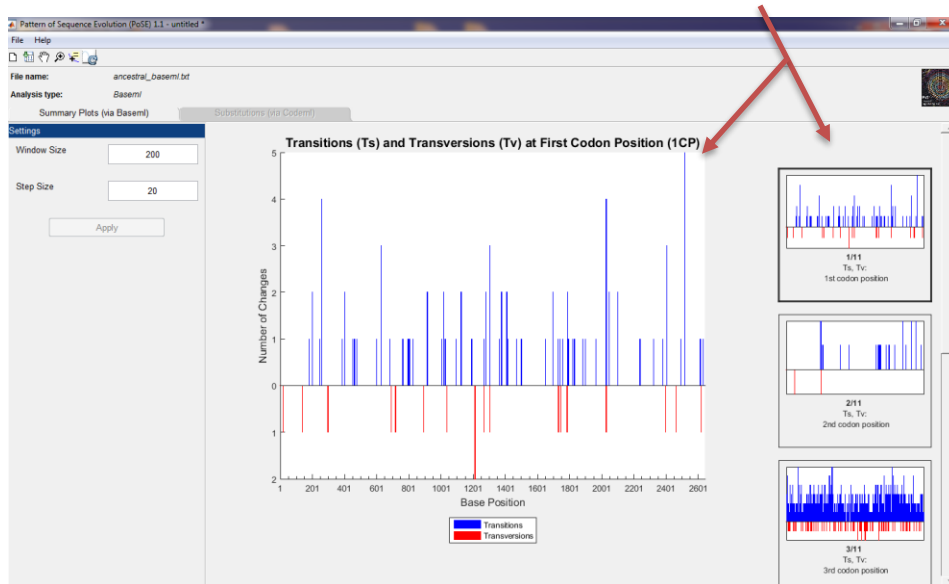 Pattern of Sequence Evolution (PoSE) 1.1 - untitled *
File Help
File name: ancestral_baseml.txt
Analysis type: Baseml
Summary Plots (via Baseml) Substitutions (via Codeml)
Settings
Window Size 200
Step Size 20
Apply
Transitions (Ts) and Transversions (Tv) at First Codon Position (1CP)
Number of Changes
5
4
3
2
1
0
1
2
1 201 401 601 801 1001 1201 1401 1601 1801 2001 2201 2401 2601
Base Position
Transitions
Transversions
1/11
Ts, Tv:
1st codon position
2/11
Ts, Tv:
2nd codon position
3/11
Ts, Tv:
3rd codon position